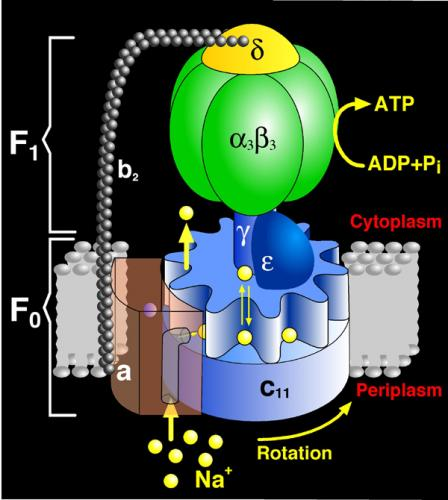 δ
F₁
α₃β₃
ATP
ADP+Pᵢ
b₂
Cytoplasm
γ
ε
F₀
a
c₁₁
Periplasm
Rotation
Na⁺